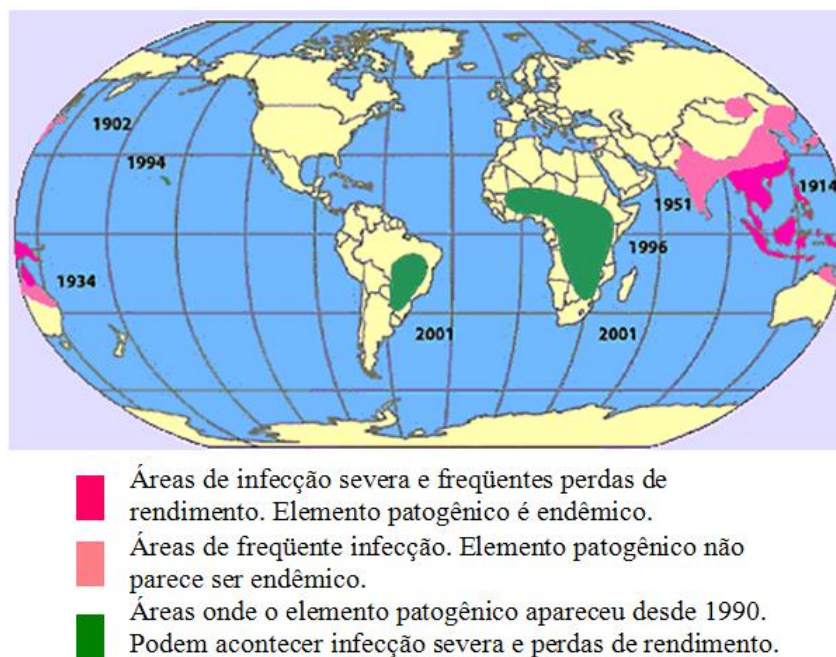 1902
1994
1914
1951
1996
1934
2001
2001
Áreas de infecção severa e freqüentes perdas de
rendimento. Elemento patogênico é endêmico.
Áreas de freqüente infecção. Elemento patogênico não
parece ser endêmico.
Áreas onde o elemento patogênico apareceu desde 1990.
Podem acontecer infecção severa e perdas de rendimento.